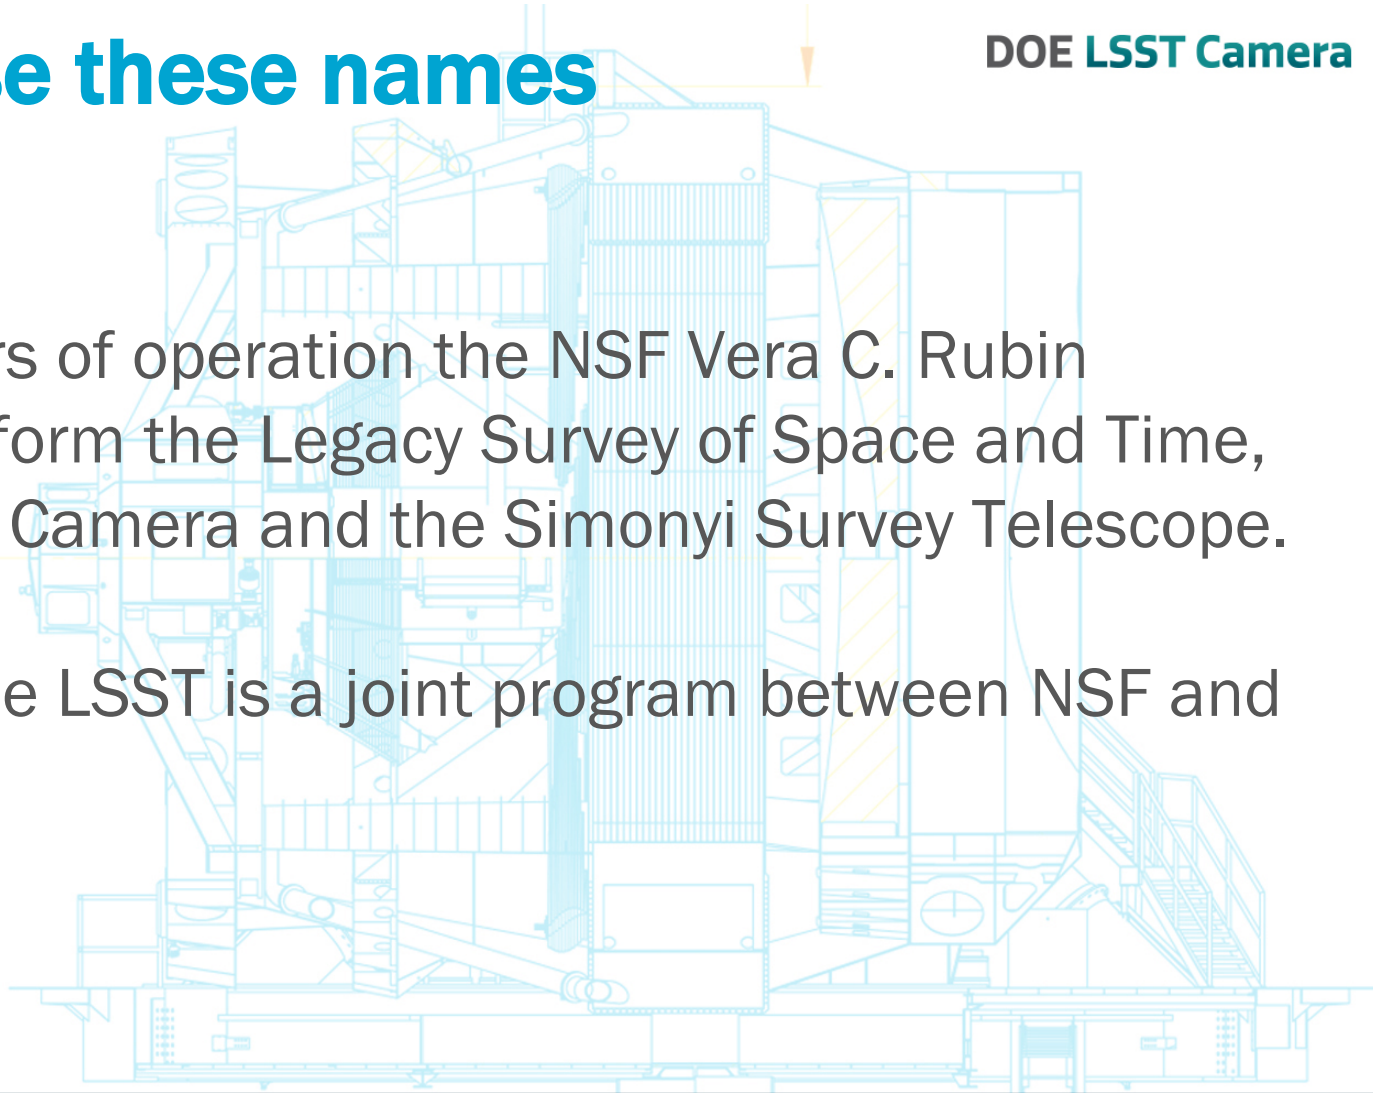 se these names
DOE LSST Camera
rs of operation the NSF Vera C. Rubin
form the Legacy Survey of Space and Time,
Camera and the Simonyi Survey Telescope.
e LSST is a joint program between NSF and